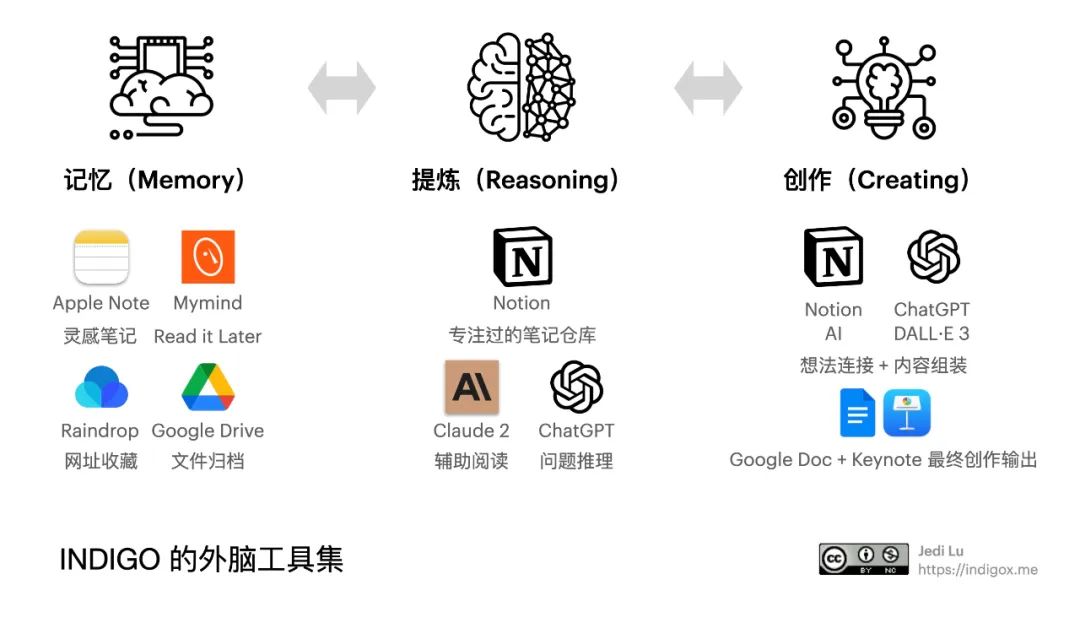 记忆（Memory）
提炼（Reasoning）
创作（Creating）
Apple Note
灵感笔记
Mymind
Read it Later
Raindrop
网址收藏
Google Drive
文件归档
N
Notion
专注过的笔记仓库
A\
Claude 2
辅助阅读
ChatGPT
问题推理
N
Notion
AI
ChatGPT
DALL·E 3
想法连接 + 内容组装
Google Doc + Keynote 最终创作输出
INDIGO 的外脑工具集
cc
BY NC
Jedi Lu
https://indigox.me